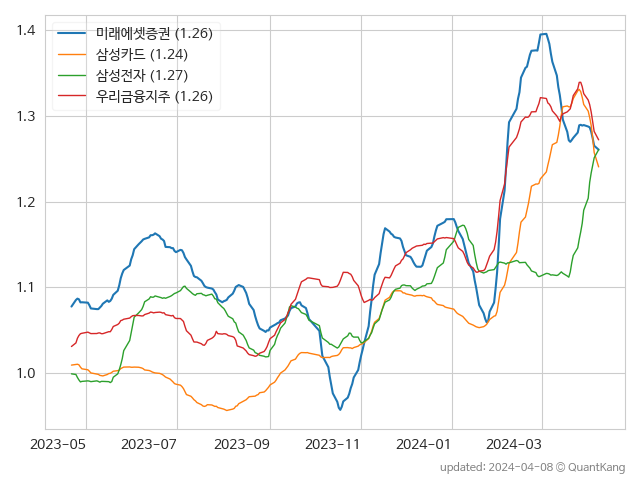 미래에셋증권 (1.26)
삼성카드 (1.24)
삼성전자 (1.27)
우리금융지주 (1.26)
1.4
1.3
1.2
1.1
1.0
2023-05 2023-07 2023-09 2023-11 2024-01 2024-03
updated: 2024-04-08 © QuantKang